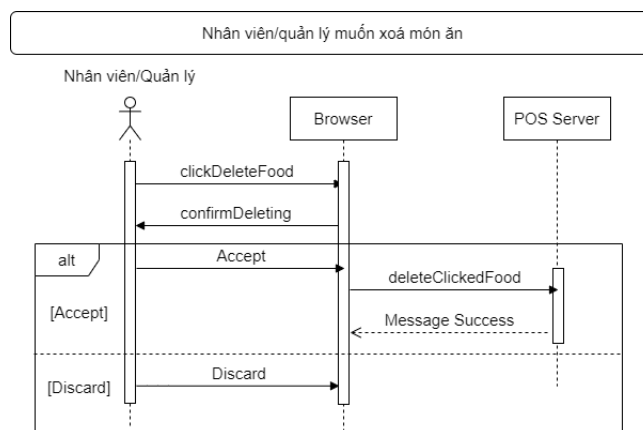 Nhân viên/quản lý muốn xoá món ăn
Nhân viên/Quản lý
Browser
POS Server
clickDeleteFood
confirmDeleting
alt
Accept
deleteClickedFood
[Accept]
Message Success
Discard
[Discard]